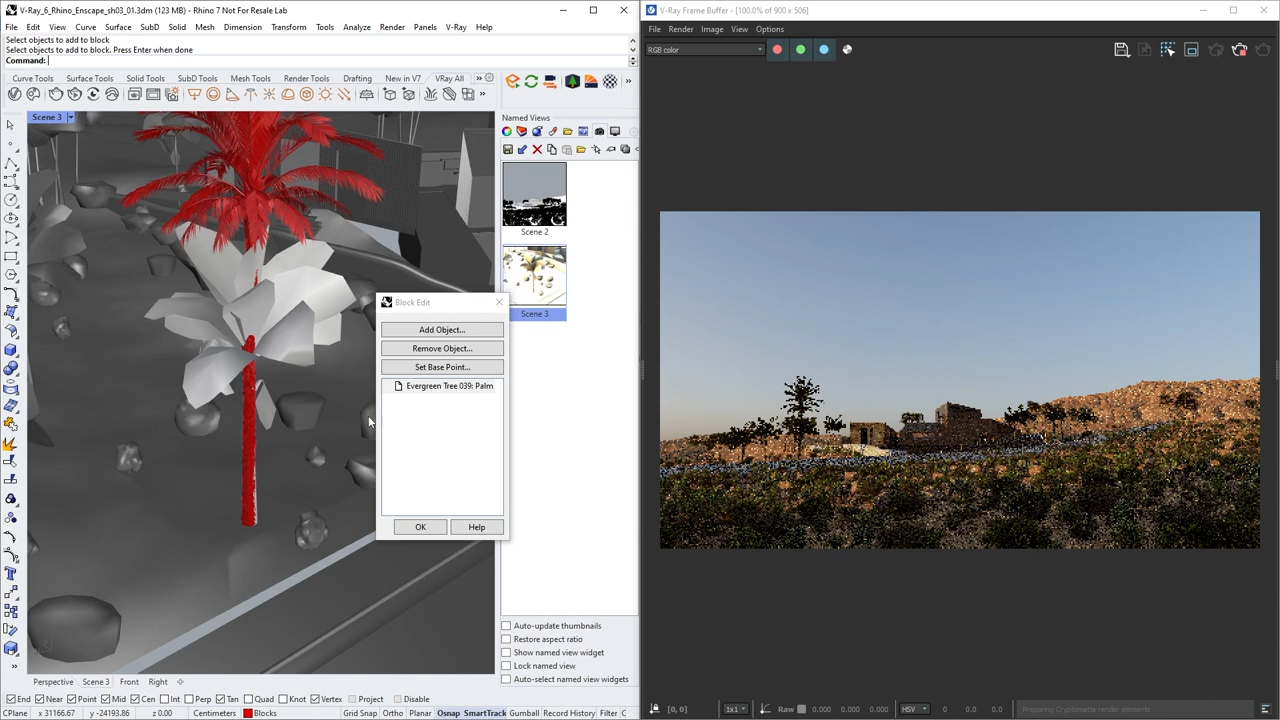 V-Ray_6_Rhino_Enscape_sh03_01.3dm (123 MB) - Rhino 7 Not For Resale Lab
File Edit View Curve Surface SubD Solid Mesh Dimension Transform Tools Analyze Render Panels V-Ray Help
Select objects to add to block
Select objects to add to block. Press Enter when done
Command:
Curve Tools Surface Tools Solid Tools SubD Tools Mesh Tools Render Tools Drafting New in V7 VRay All
Scene 3
Named Views
Scene 2
Scene 3
Block Edit
Add Object...
Remove Object...
Set Base Point...
Evergreen Tree 039: Palm
OK Help
Auto-update thumbnails
Restore aspect ratio
Show named view widget
Lock named view
Auto-select named view widgets
Perspective Scene 3 Front Right
End Near Point Mid Cen Int Perp Tan Quad Knot Vertex Project Disable
CPlane x 31166.67 y -24193.86 z 0.00 Centimeters Blocks Grid Snap Ortho Planar Osnap SmartTrack Gumball Record History Filter
V-Ray Frame Buffer - [100.0% of 900 x 506]
File Render Image View Options
RGB color
[0, 0] 1x1 Raw 0.000 0.000 0.000 HSV 0 0.0 0.0 Preparing Cryptomatte render elements